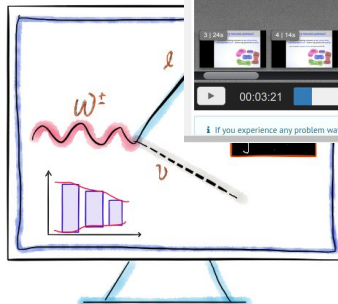 3 | 24s
4 | 14s
l
W±
00:03:21
i If you experience any problem wa
ν